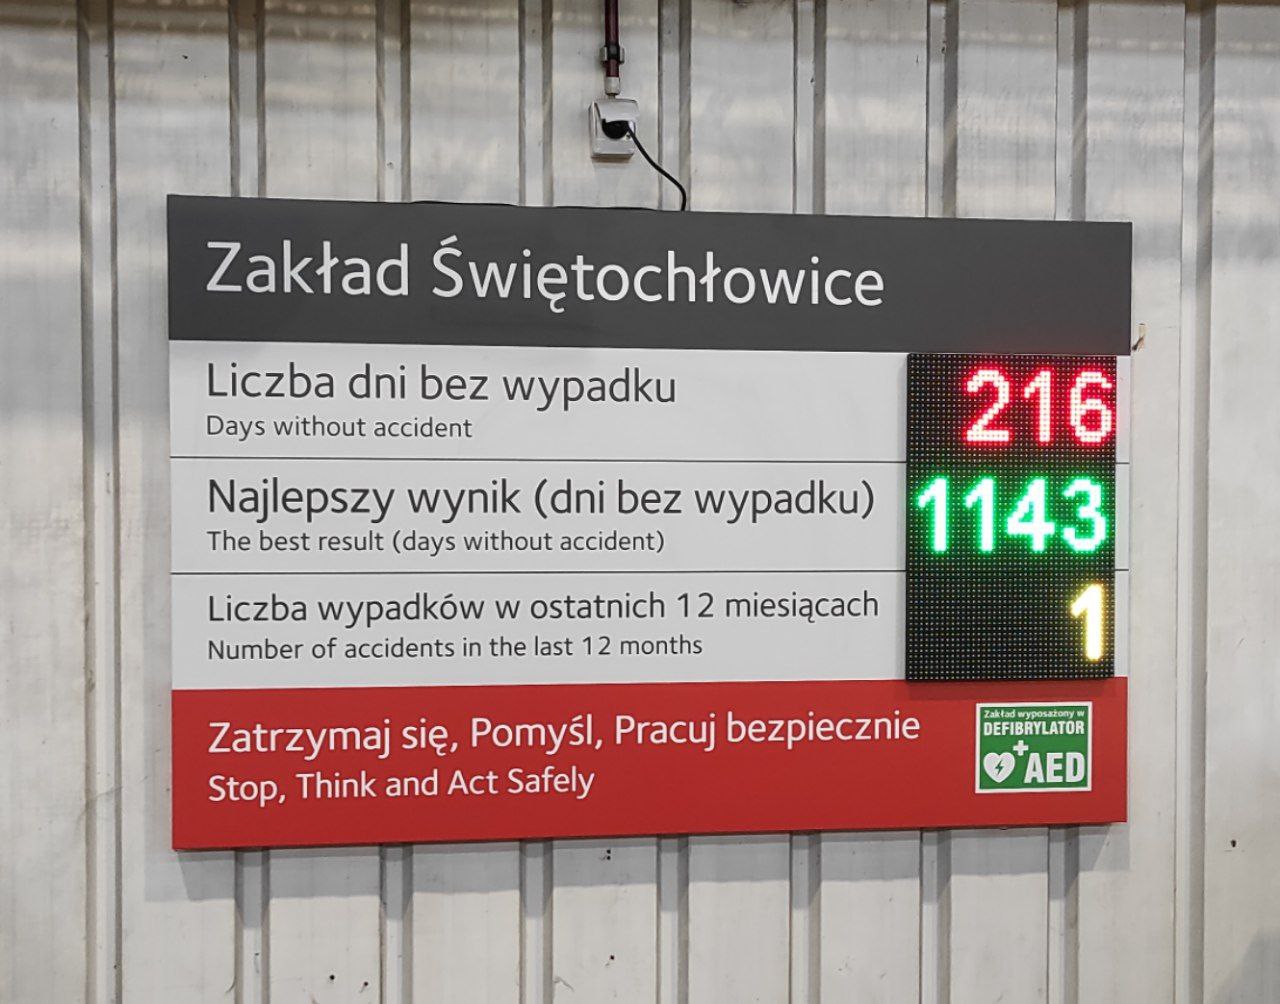 Zakład Świętochłowice
Liczba dni bez wypadku
Days without accident
216
Najlepszy wynik (dni bez wypadku)
The best result (days without accident)
1143
Liczba wypadków w ostatnich 12 miesiącach
Number of accidents in the last 12 months
1
Zatrzymaj się, Pomyśl, Pracuj bezpiecznie
Stop, Think and Act Safely
Zakład wyposażony w
DEFIBRYLATOR
AED